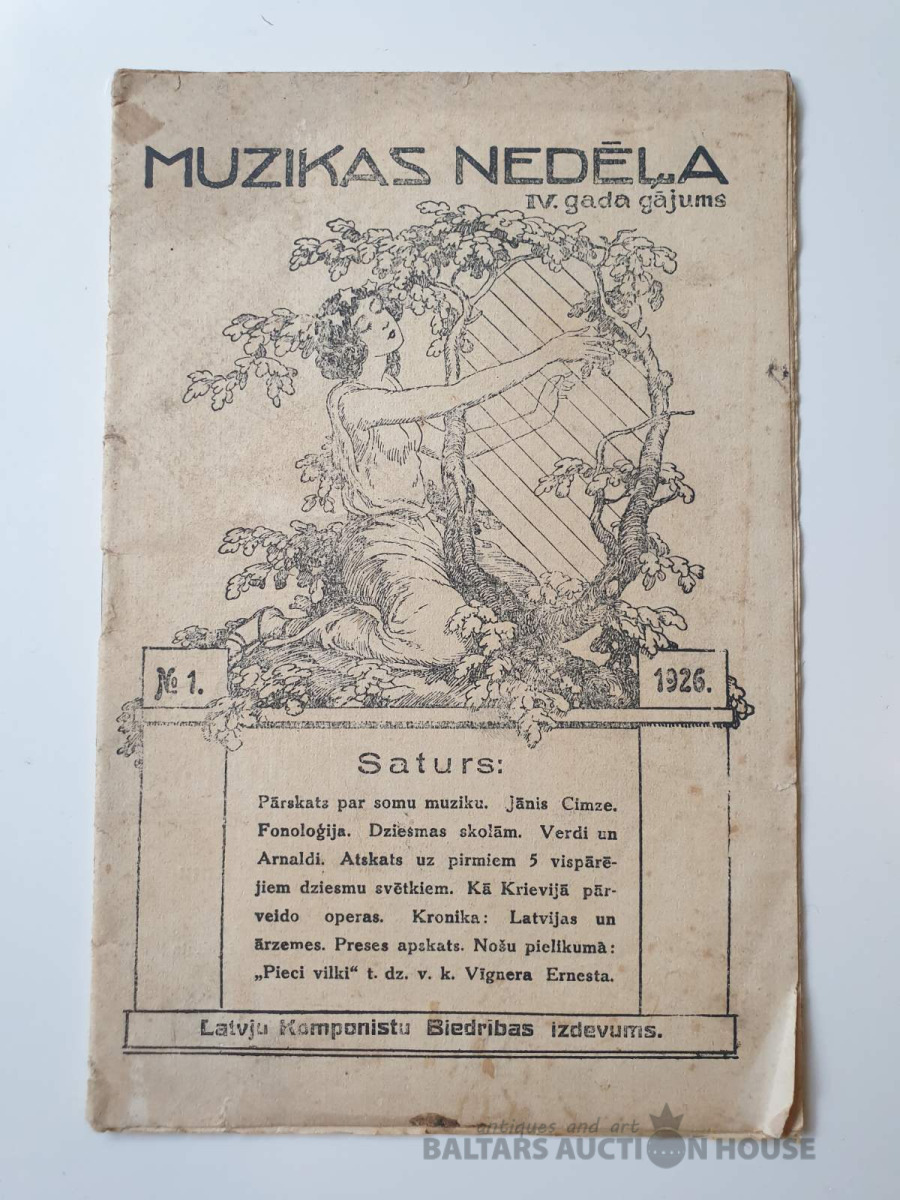 MUZIKAS NEDĒĻA
IV. gada gājums
№ 1.
1926.
Saturs:
Pārskats par somu muziku. Jānis Cimze.
Fonoloģija. Dziesmas skolām. Verdi un
Arnaldi. Atskats uz pirmiem 5 vispārē-
jiem dziesmu svētkiem. Kā Krievijā pār-
veido operas. Kronika: Latvijas un
ārzemes. Preses apskats. Nošu pielikumā:
„Pieci vilki“ t. dz. v. k. Vīgnera Ernesta.
Latvju Komponistu Biedrības izdevums.
antiques and art
BALTARS AUCTION HOUSE